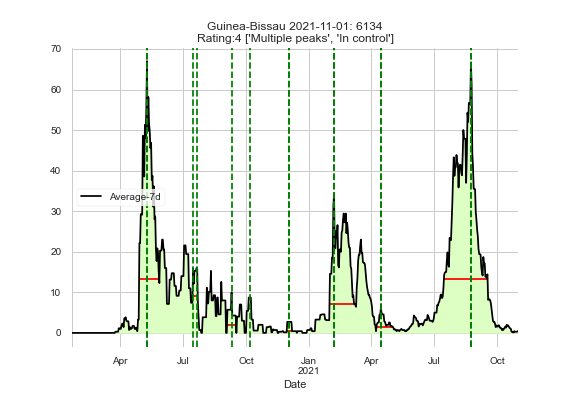 Guinea-Bissau 2021-11-01: 6134
Rating:4 ['Multiple peaks', 'In control']
70
60
50
40
30
20
10
0
Average-7d
Apr
Jul
Oct
Jan
2021
Apr
Jul
Oct
Date